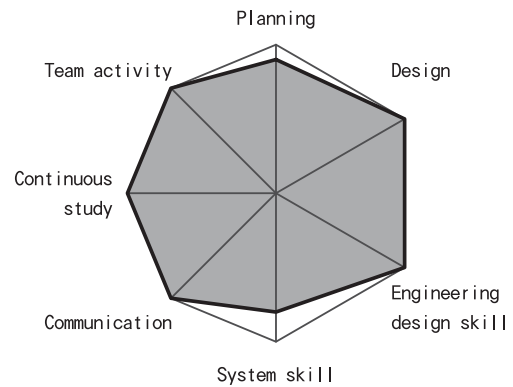 Planning
Team activity
Design
Continuous
study
Engineering
design skill
Communication
System skill